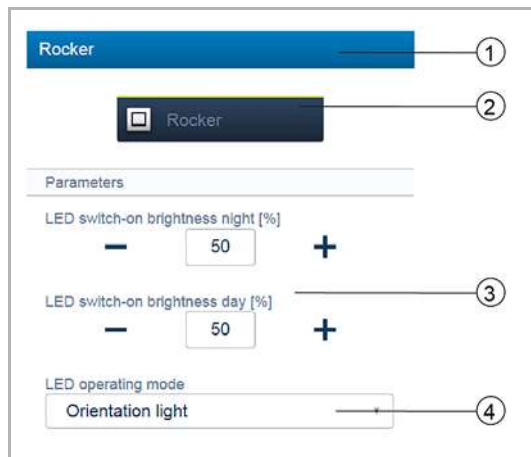 Rocker
1
Rocker
2
Parameters
LED switch-on brightness night [%]
50
LED switch-on brightness day [%]
3
50
LED operating mode
Orientation light
4